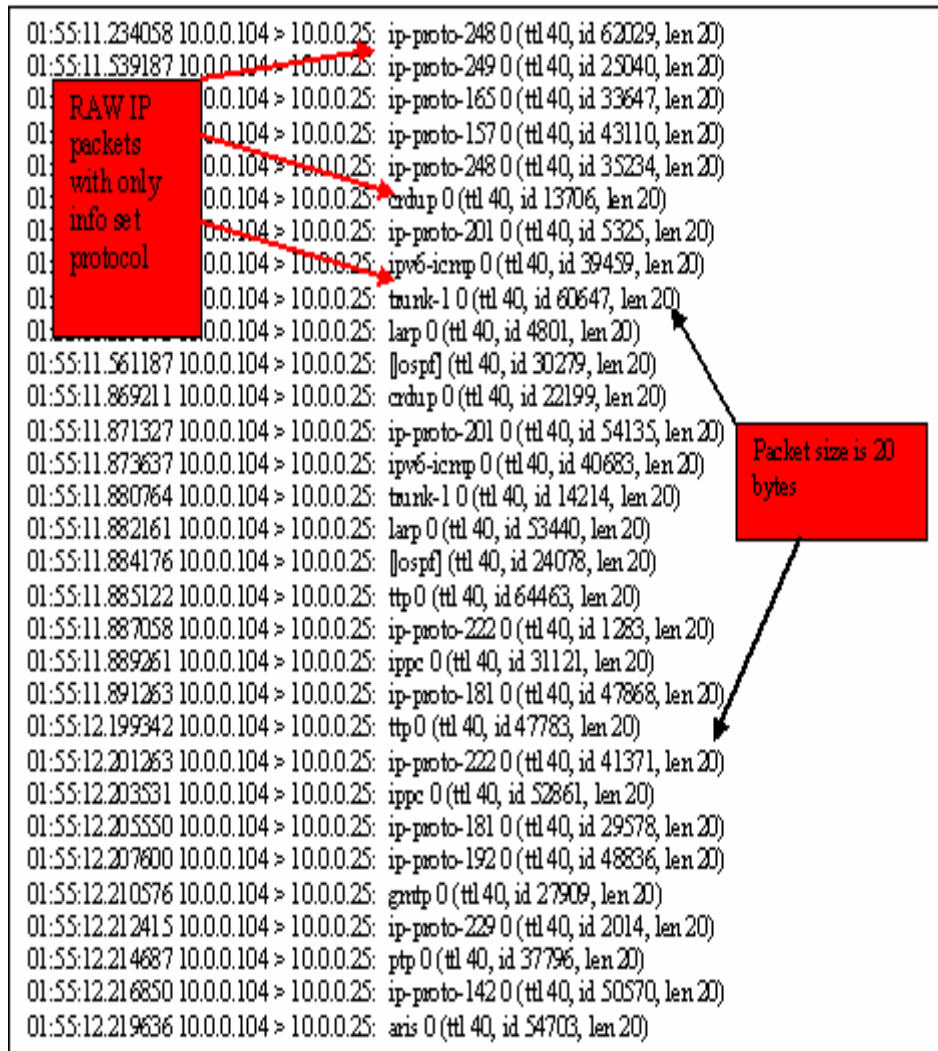 01:55:11.234058 10.0.0.104 > 10.0.0.25: ip-proto-248 0 (ttl 40, id 62029, len 20)
01:55:11.539187 10.0.0.104 > 10.0.0.25: ip-proto-249 0 (ttl 40, id 25040, len 20)
01: 0.0.0.104 > 10.0.0.25: ip-proto-165 0 (ttl 40, id 33647, len 20)
01: 0.0.0.104 > 10.0.0.25: ip-proto-157 0 (ttl 40, id 43110, len 20)
01: 0.0.0.104 > 10.0.0.25: ip-proto-248 0 (ttl 40, id 35234, len 20)
01: 0.0.0.104 > 10.0.0.25: crdup 0 (ttl 40, id 13706, len 20)
01: 0.0.0.104 > 10.0.0.25: ip-proto-201 0 (ttl 40, id 5325, len 20)
01: 0.0.0.104 > 10.0.0.25: ipv6-icmp 0 (ttl 40, id 39459, len 20)
01: 0.0.0.104 > 10.0.0.25: trunk-1 0 (ttl 40, id 60647, len 20)
01: 0.0.0.104 > 10.0.0.25: larp 0 (ttl 40, id 4801, len 20)
01:55:11.561187 10.0.0.104 > 10.0.0.25: [|ospf] (ttl 40, id 30279, len 20)
01:55:11.869211 10.0.0.104 > 10.0.0.25: crdup 0 (ttl 40, id 22199, len 20)
01:55:11.871327 10.0.0.104 > 10.0.0.25: ip-proto-201 0 (ttl 40, id 54135, len 20)
01:55:11.873637 10.0.0.104 > 10.0.0.25: ipv6-icmp 0 (ttl 40, id 40683, len 20)
01:55:11.880764 10.0.0.104 > 10.0.0.25: trunk-1 0 (ttl 40, id 14214, len 20)
01:55:11.882161 10.0.0.104 > 10.0.0.25: larp 0 (ttl 40, id 53440, len 20)
01:55:11.884176 10.0.0.104 > 10.0.0.25: [|ospf] (ttl 40, id 24078, len 20)
01:55:11.885122 10.0.0.104 > 10.0.0.25: ttp 0 (ttl 40, id 64463, len 20)
01:55:11.887058 10.0.0.104 > 10.0.0.25: ip-proto-222 0 (ttl 40, id 1283, len 20)
01:55:11.889261 10.0.0.104 > 10.0.0.25: ippc 0 (ttl 40, id 31121, len 20)
01:55:11.891263 10.0.0.104 > 10.0.0.25: ip-proto-181 0 (ttl 40, id 47868, len 20)
01:55:12.199342 10.0.0.104 > 10.0.0.25: ttp 0 (ttl 40, id 47783, len 20)
01:55:12.201263 10.0.0.104 > 10.0.0.25: ip-proto-222 0 (ttl 40, id 41371, len 20)
01:55:12.203531 10.0.0.104 > 10.0.0.25: ippc 0 (ttl 40, id 52861, len 20)
01:55:12.205550 10.0.0.104 > 10.0.0.25: ip-proto-181 0 (ttl 40, id 29578, len 20)
01:55:12.207600 10.0.0.104 > 10.0.0.25: ip-proto-192 0 (ttl 40, id 48836, len 20)
01:55:12.210576 10.0.0.104 > 10.0.0.25: gmtp 0 (ttl 40, id 27909, len 20)
01:55:12.212415 10.0.0.104 > 10.0.0.25: ip-proto-229 0 (ttl 40, id 2014, len 20)
01:55:12.214687 10.0.0.104 > 10.0.0.25: ptp 0 (ttl 40, id 37796, len 20)
01:55:12.216850 10.0.0.104 > 10.0.0.25: ip-proto-142 0 (ttl 40, id 50570, len 20)
01:55:12.219636 10.0.0.104 > 10.0.0.25: aris 0 (ttl 40, id 54703, len 20)
RAW IP
packets
with only
info set
protocol
Packet size is 20
bytes